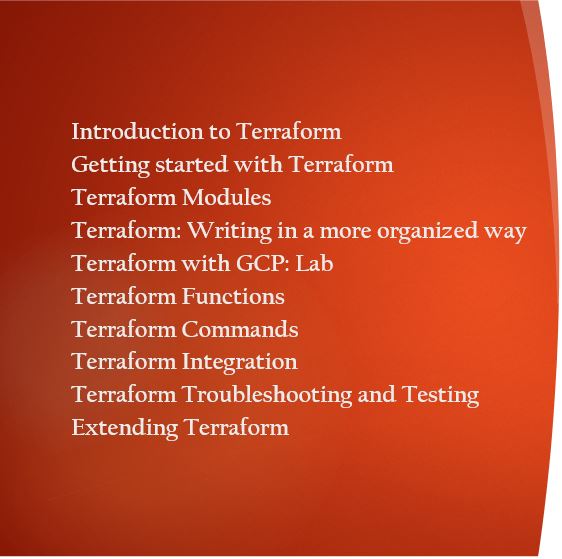 Introduction to Terraform
Getting started with Terraform
Terraform Modules
Terraform: Writing in a more organized way
Terraform with GCP: Lab
Terraform Functions
Terraform Commands
Terraform Integration
Terraform Troubleshooting and Testing
Extending Terraform